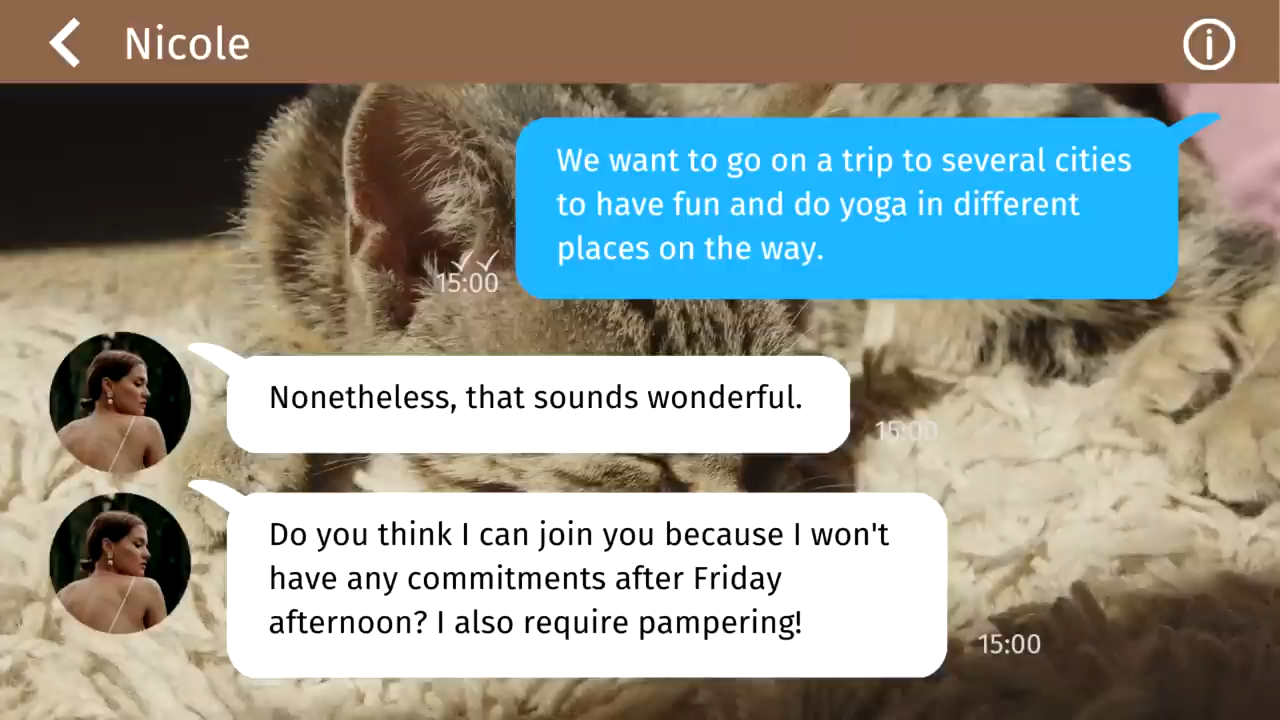 Nicole
We want to go on a trip to several cities
to have fun and do yoga in different
places on the way.
15:00
Nonetheless, that sounds wonderful.
15:00
Do you think I can join you because I won't
have any commitments after Friday
afternoon? I also require pampering!
15:00